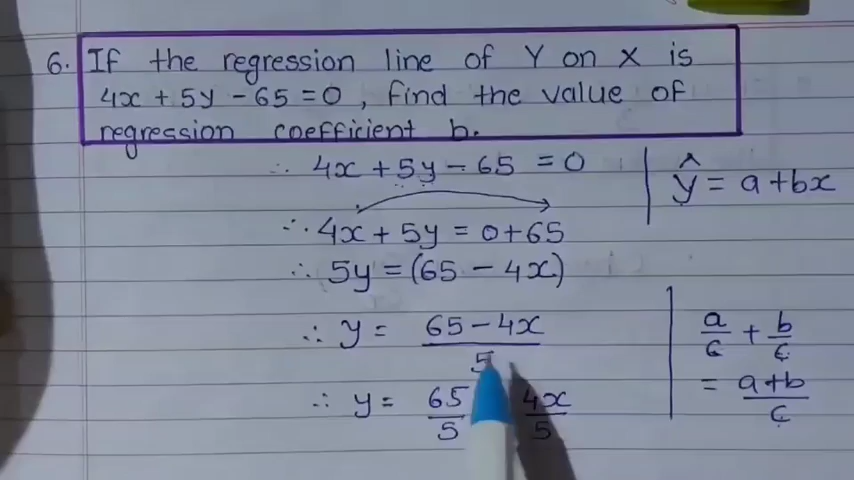 6. If the regression line of Y on X is
4x + 5y - 65 = 0, find the value of
regression coefficient b.
∴ 4x + 5y - 65 = 0
ŷ = a + bx
∴ 4x + 5y = 0 + 65
∴ 5y = (65 - 4x)
∴ y = (65 - 4x)/5
a/c + b/c
= (a+b)/c
∴ y = 65/5 4x/5